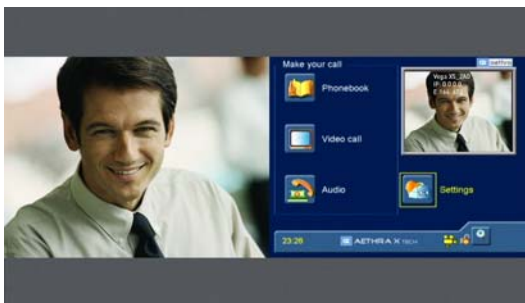 Make your call
aethra
Phonebook
Vega X5_2AD
IP: 0.0.0.0
Video call
Audio
Settings
23:26
AETHRA X TECH